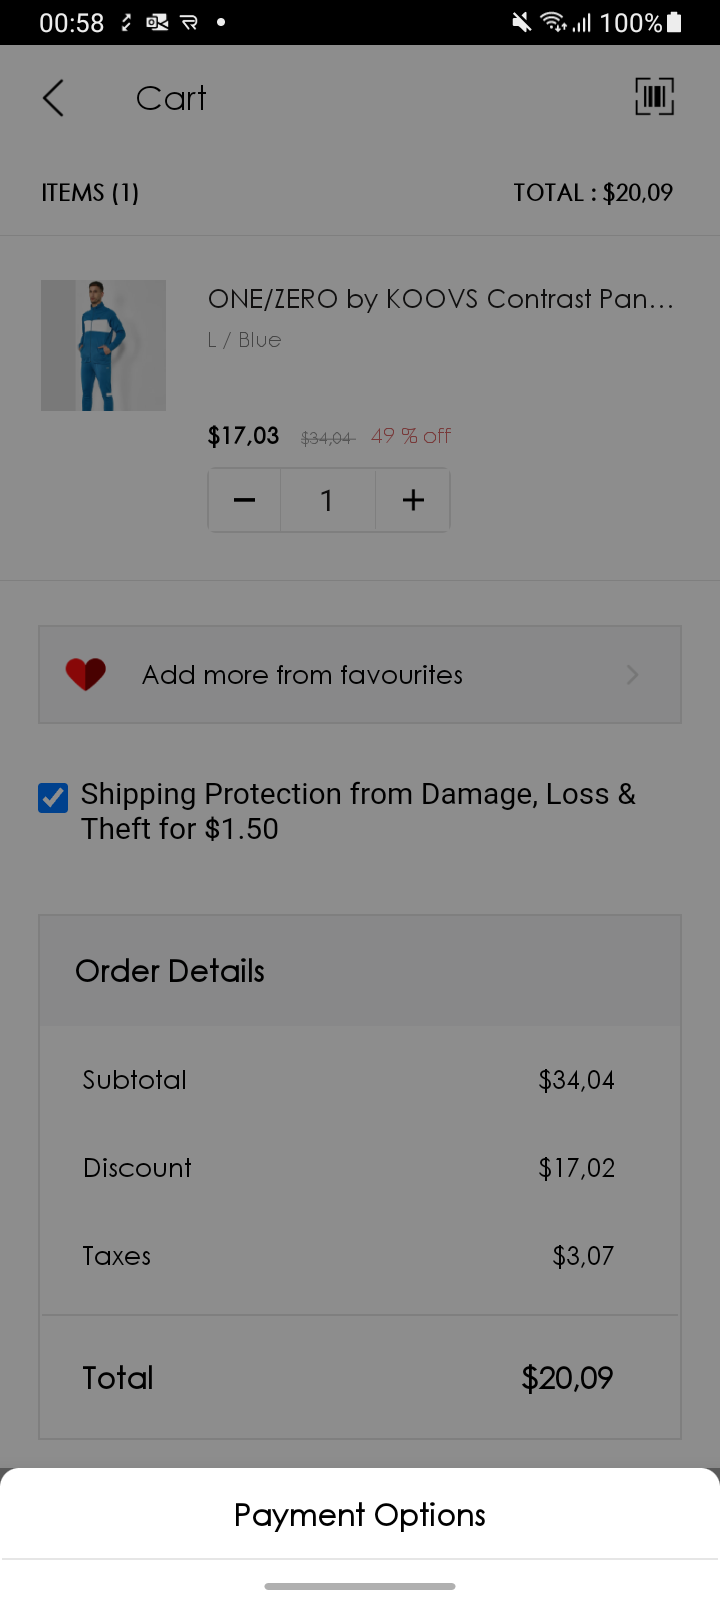 00:58
100%
Cart
ITEMS (1)
TOTAL : $20,09
ONE/ZERO by KOOVS Contrast Pan...
L / Blue
$17,03 $34,04 49 % off
1
Add more from favourites
Shipping Protection from Damage, Loss &
Theft for $1.50
Order Details
Subtotal $34,04
Discount $17,02
Taxes $3,07
Total $20,09
Payment Options